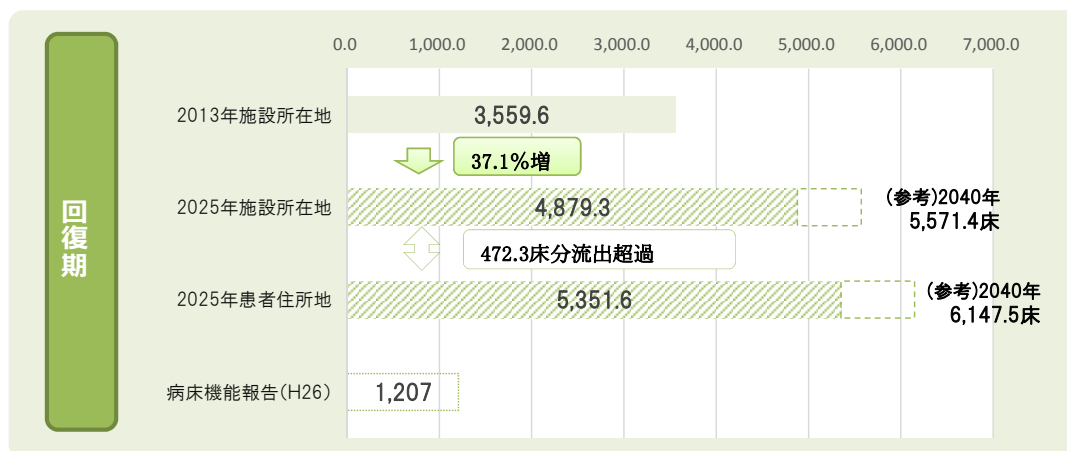 回復期
0.0 1,000.0 2,000.0 3,000.0 4,000.0 5,000.0 6,000.0 7,000.0
2013年施設所在地 3,559.6
37.1%増
2025年施設所在地 4,879.3 (参考)2040年
5,571.4床
472.3床分流出超過
2025年患者住所地 5,351.6 (参考)2040年
6,147.5床
病床機能報告(H26) 1,207